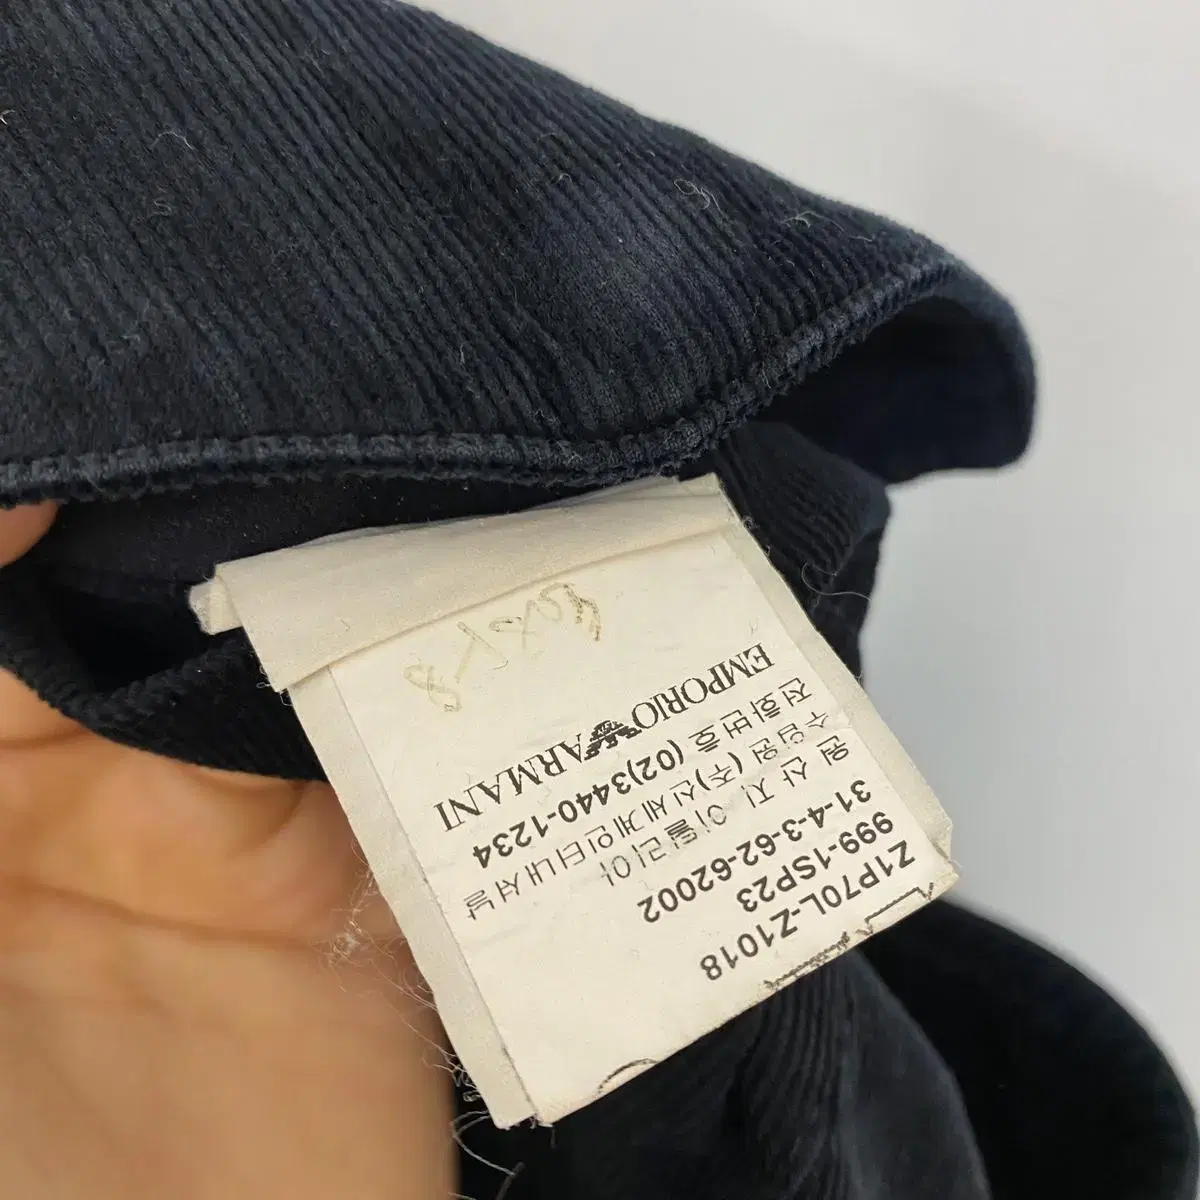 Z1P70L-Z1018
999-1SP23
31-4-3-62-62002
원 산 지 이탈리아
수입원 (주)신세계인터내셔날
전화번호 (02)3440-1234
EMPORIO ARMANI